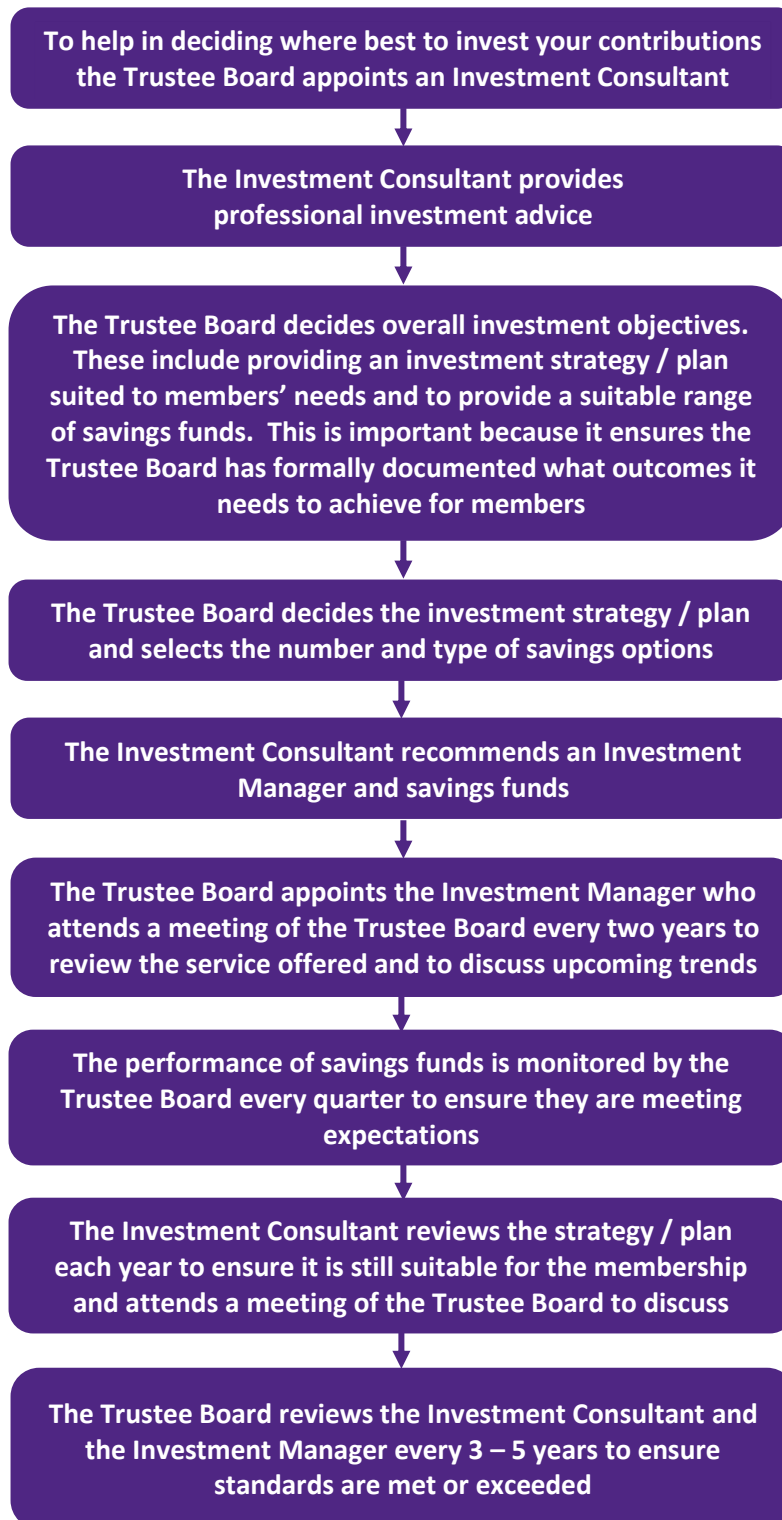 To help in deciding where best to invest your contributions
the Trustee Board appoints an Investment Consultant
The Investment Consultant provides
professional investment advice
The Trustee Board decides overall investment objectives.
These include providing an investment strategy / plan
suited to members’ needs and to provide a suitable range
of savings funds.  This is important because it ensures the
Trustee Board has formally documented what outcomes it
needs to achieve for members
The Trustee Board decides the investment strategy / plan
and selects the number and type of savings options
The Investment Consultant recommends an Investment
Manager and savings funds
The Trustee Board appoints the Investment Manager who
attends a meeting of the Trustee Board every two years to
review the service offered and to discuss upcoming trends
The performance of savings funds is monitored by the
Trustee Board every quarter to ensure they are meeting
expectations
The Investment Consultant reviews the strategy / plan
each year to ensure it is still suitable for the membership
and attends a meeting of the Trustee Board to discuss
The Trustee Board reviews the Investment Consultant and
the Investment Manager every 3 – 5 years to ensure
standards are met or exceeded